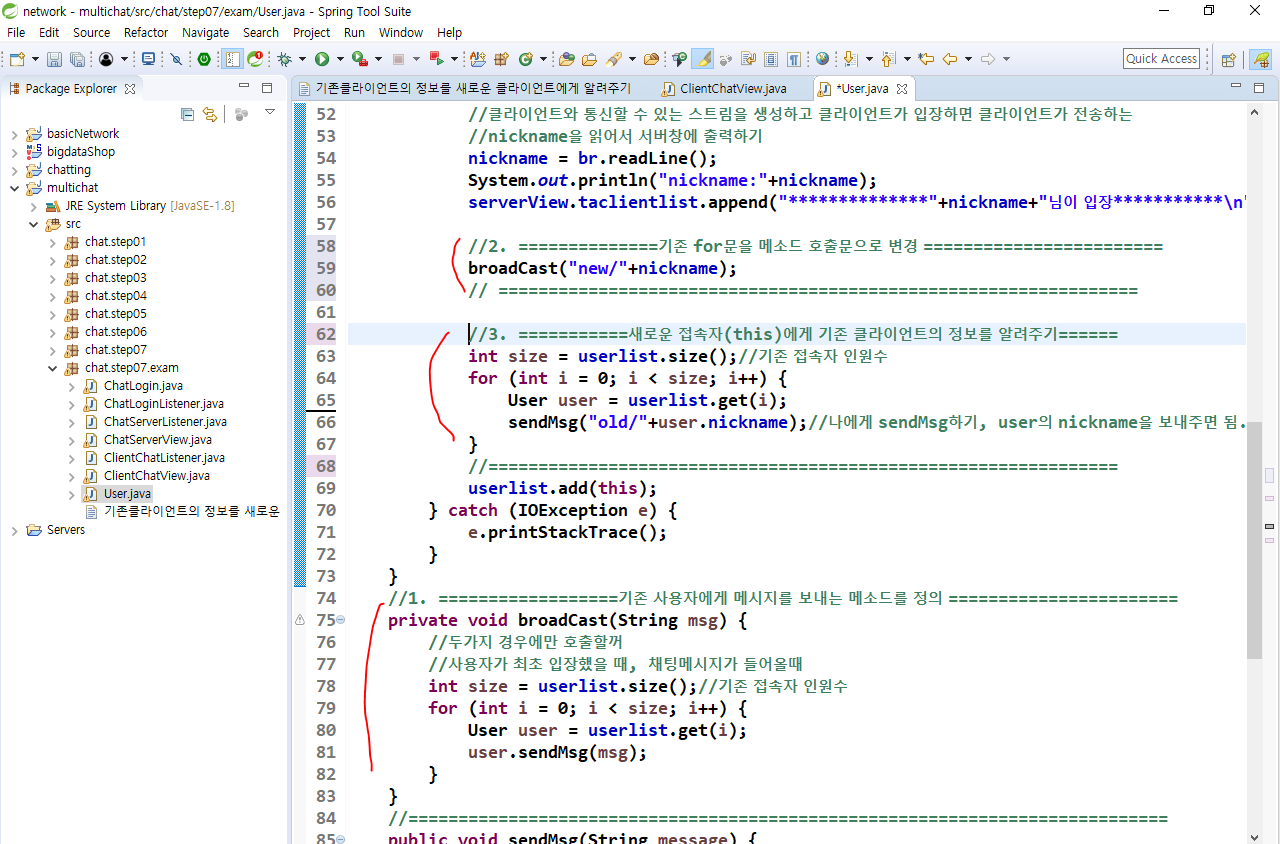 network - multichat/src/chat/step07/exam/User.java - Spring Tool Suite
File Edit Source Refactor Navigate Search Project Run Window Help
Quick Access
Package Explorer
basicNetwork
bigdataShop
chatting
multichat
JRE System Library [JavaSE-1.8]
src
chat.step01
chat.step02
chat.step03
chat.step04
chat.step05
chat.step06
chat.step07
chat.step07.exam
ChatLogin.java
ChatLoginListener.java
ChatServerListener.java
ChatServerView.java
ClientChatListener.java
ClientChatView.java
User.java
기존클라이언트의 정보를 새로운
Servers
기존클라이언트의 정보를 새로운 클라이언트에게 알려주기 ClientChatView.java *User.java
52 //클라이언트와 통신할 수 있는 스트림을 생성하고 클라이언트가 입장하면 클라이언트가 전송하는
53 //nickname을 읽어서 서버창에 출력하기
54 nickname = br.readLine();
55 System.out.println("nickname:"+nickname);
56 serverView.taclientlist.append("**************"+nickname+"님이 입장***********\n"
57
58 //2. ==============기존 for문을 메소드 호출문으로 변경 ========================
59 broadCast("new/"+nickname);
60 // ================================================================
61
62 //3. ===========새로운 접속자(this)에게 기존 클라이언트의 정보를 알려주기======
63 int size = userlist.size();//기존 접속자 인원수
64 for (int i = 0; i < size; i++) {
65 User user = userlist.get(i);
66 sendMsg("old/"+user.nickname);//나에게 sendMsg하기, user의 nickname을 보내주면 됨.
67 }
68 //===============================================================
69 userlist.add(this);
70 } catch (IOException e) {
71 e.printStackTrace();
72 }
73 }
74 //1. ==================기존 사용자에게 메시지를 보내는 메소드를 정의 =======================
75 private void broadCast(String msg) {
76 //두가지 경우에만 호출할꺼
77 //사용자가 최초 입장했을 때, 채팅메시지가 들어올때
78 int size = userlist.size();//기존 접속자 인원수
79 for (int i = 0; i < size; i++) {
80 User user = userlist.get(i);
81 user.sendMsg(msg);
82 }
83 }
84 //============================================================================
85 public void sendMsg(String message) {